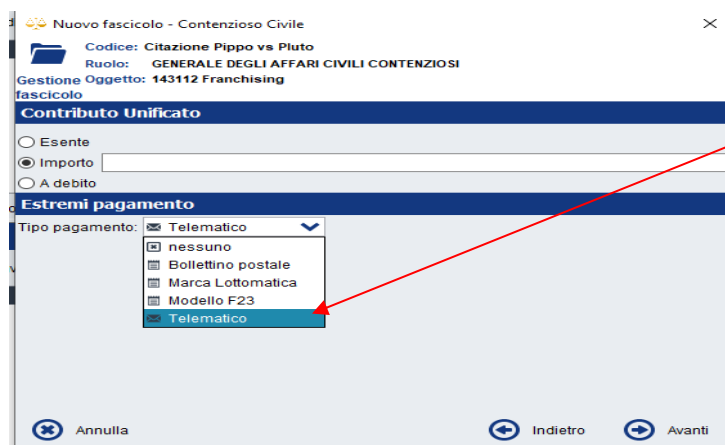 Nuovo fascicolo - Contenzioso Civile
Codice: Citazione Pippo vs Pluto
Ruolo: GENERALE DEGLI AFFARI CIVILI CONTENZIOSI
Gestione Oggetto: 143112 Franchising
fascicolo
Contributo Unificato
Esente
Importo
A debito
Estremi pagamento
Tipo pagamento: Telematico
nessuno
Bollettino postale
Marca Lottomatica
Modello F23
Telematico
Annulla Indietro Avanti